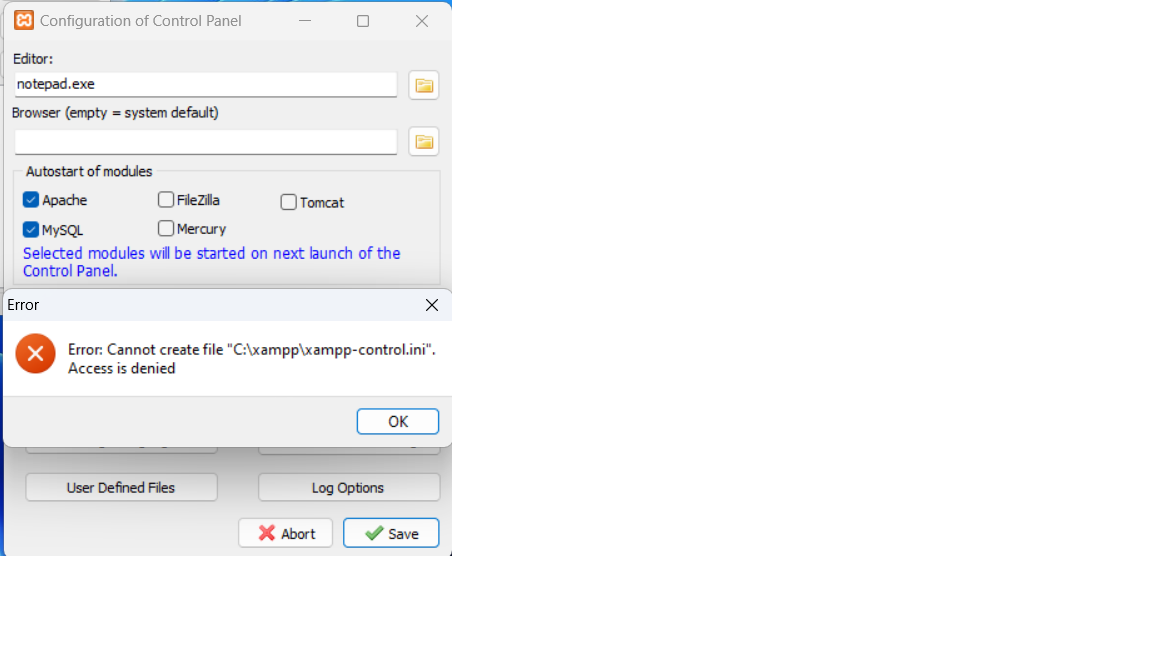 Configuration of Control Panel
Editor:
notepad.exe
Browser (empty = system default)
Autostart of modules
Apache
FileZilla
Tomcat
MySQL
Mercury
Selected modules will be started on next launch of the
Control Panel.
Error
Error: Cannot create file "C:\xampp\xampp-control.ini".
Access is denied
OK
User Defined Files
Log Options
Abort
Save